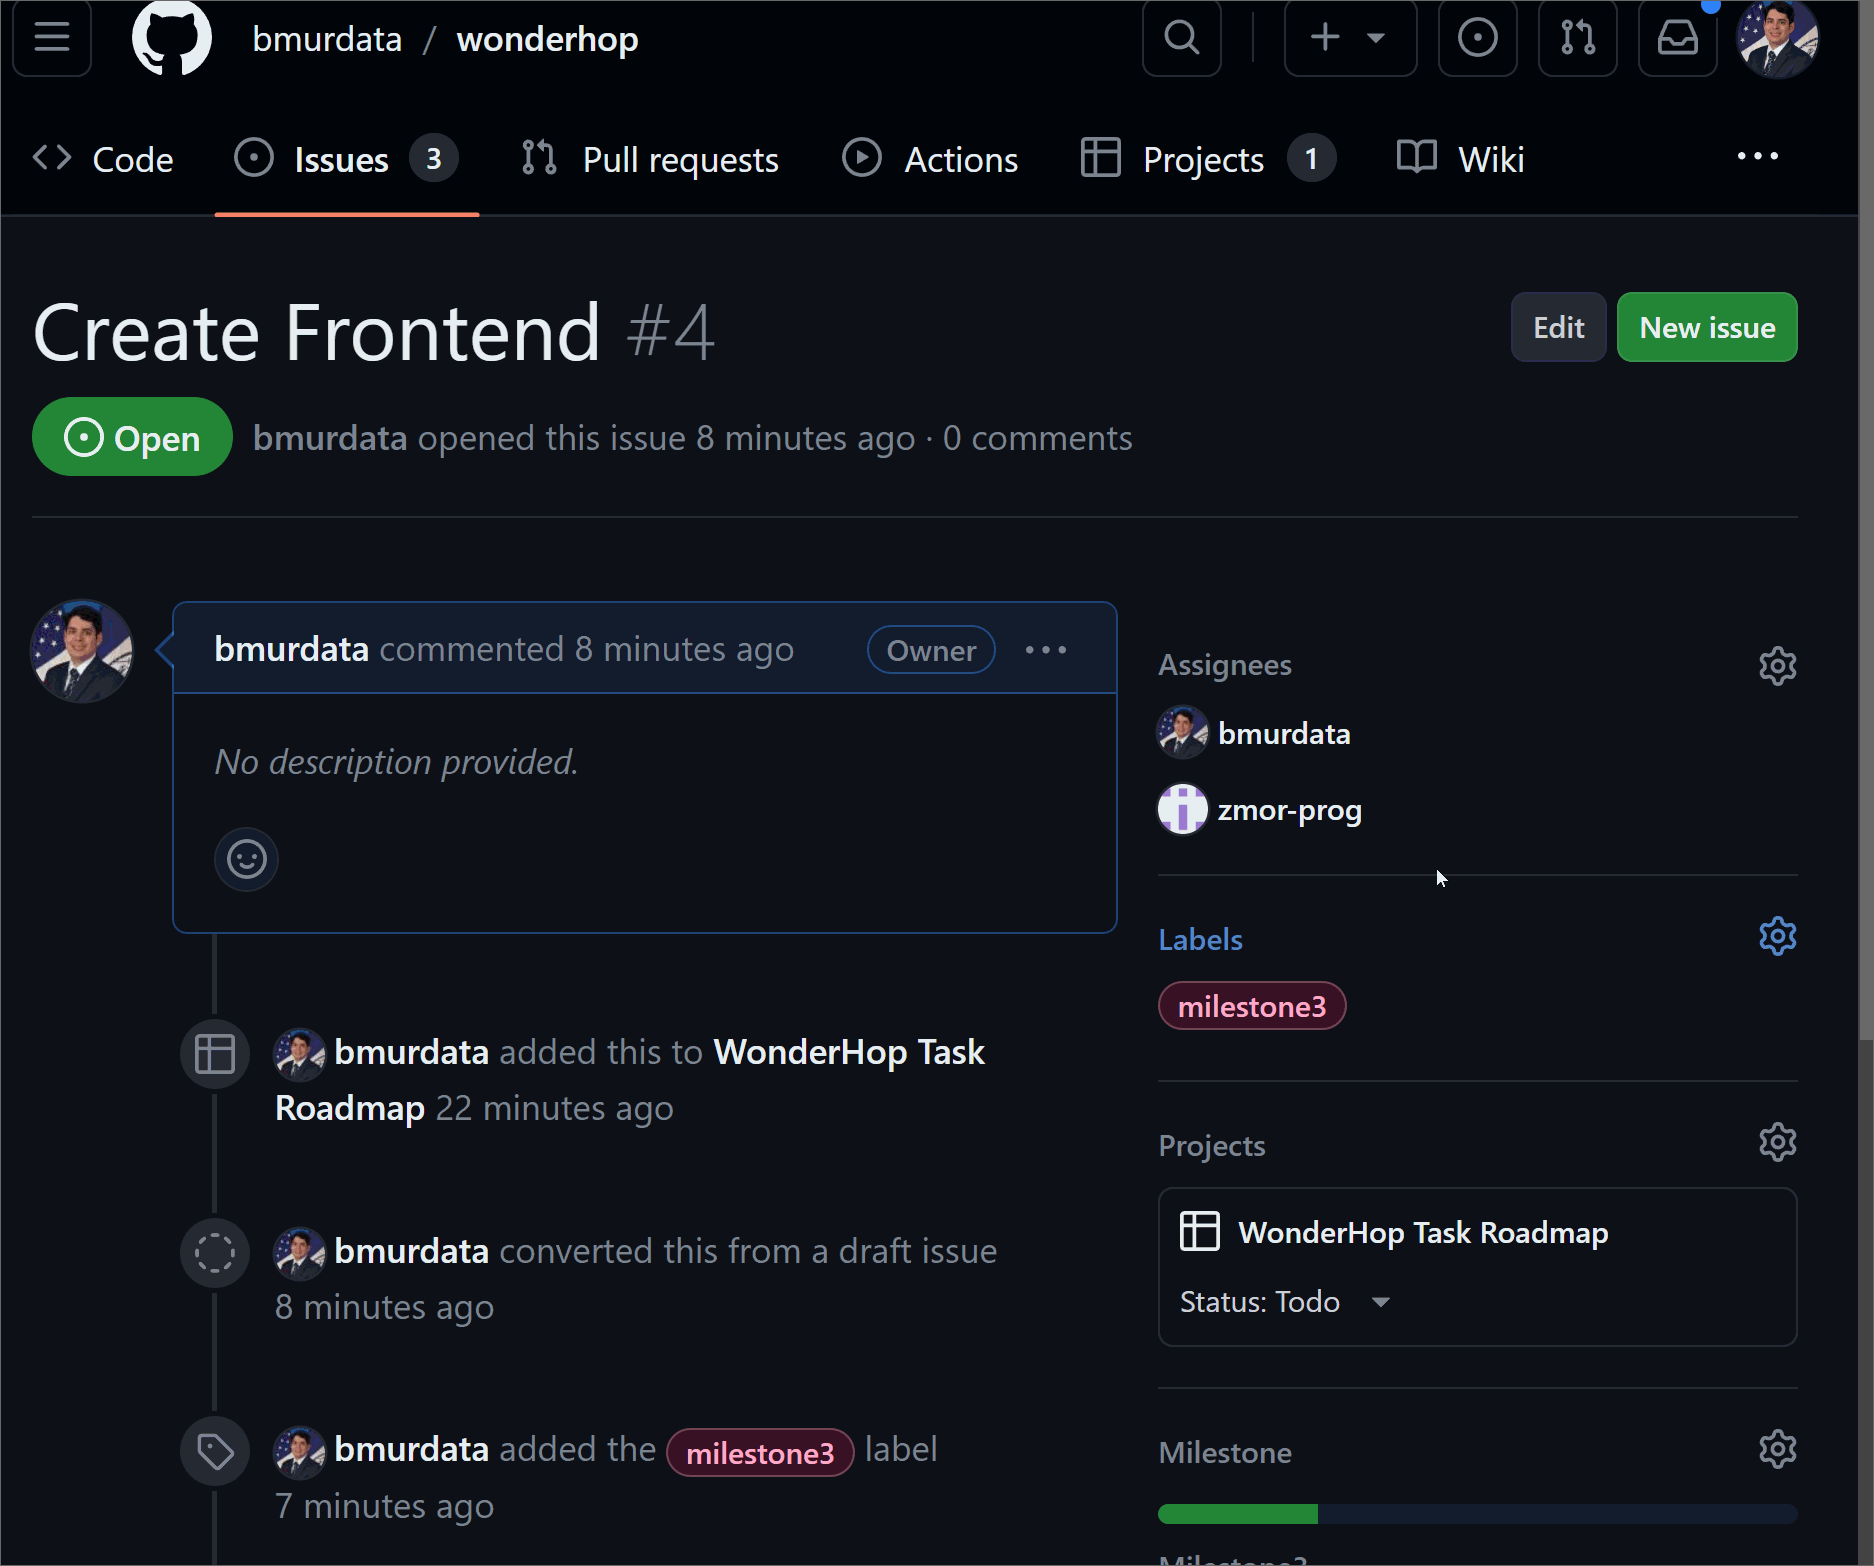 bmurdata / wonderhop
Code Issues 3 Pull requests Actions Projects 1 Wiki
Create Frontend #4
Edit New issue
Open bmurdata opened this issue 8 minutes ago · 0 comments
bmurdata commented 8 minutes ago Owner
No description provided.
bmurdata added this to WonderHop Task
Roadmap 22 minutes ago
bmurdata converted this from a draft issue
8 minutes ago
bmurdata added the milestone3 label
7 minutes ago
Assignees
bmurdata
zmor-prog
Labels
milestone3
Projects
WonderHop Task Roadmap
Status: Todo
Milestone
Milestone3